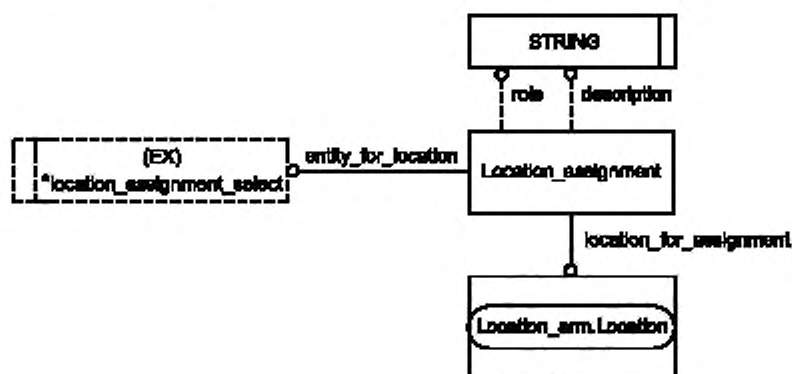 STRING
role
description
(EX)
*location_assignment_select
entity_for_location
Location_assignment
location_for_assignment
Location_arm.Location